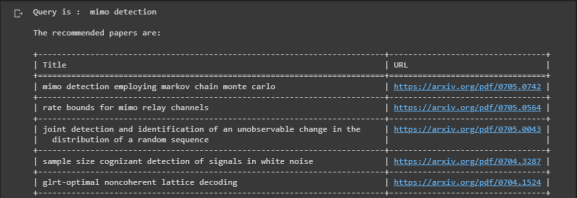 Query is :  mimo detection
The recommended papers are:
Title | URL
mimo detection employing markov chain monte carlo | https://arxiv.org/pdf/0705.0742
rate bounds for mimo relay channels | https://arxiv.org/pdf/0705.0564
joint detection and identification of an unobservable change in the | https://arxiv.org/pdf/0705.0043
distribution of a random sequence
sample size cognizant detection of signals in white noise | https://arxiv.org/pdf/0704.3287
glrt-optimal noncoherent lattice decoding | https://arxiv.org/pdf/0704.1524